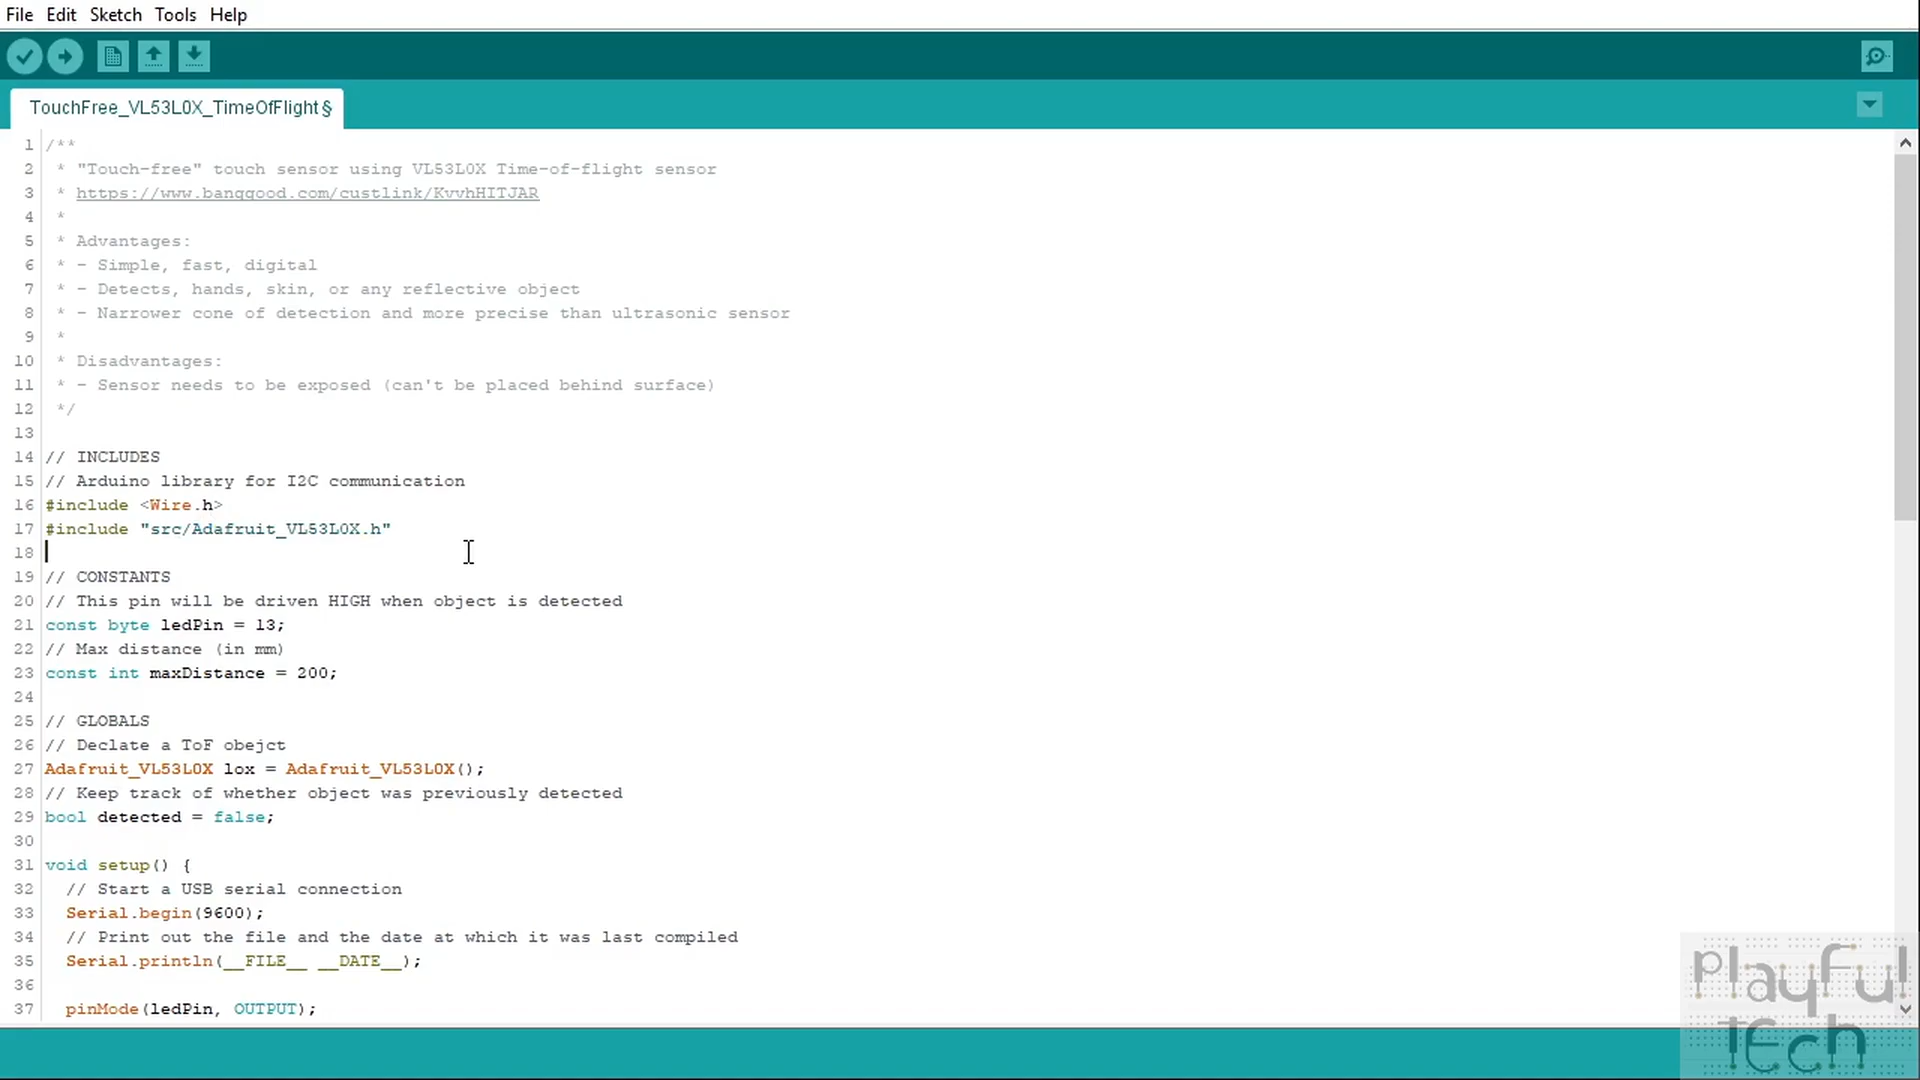 File Edit Sketch Tools Help
TouchFree_VL53L0X_TimeOfFlight §
1 /**
2 * "Touch-free" touch sensor using VL53L0X Time-of-flight sensor
3 * https://www.banggood.com/custlink/KvvhHITJAR
4 *
5 * Advantages:
6 * - Simple, fast, digital
7 * - Detects, hands, skin, or any reflective object
8 * - Narrower cone of detection and more precise than ultrasonic sensor
9 *
10 * Disadvantages:
11 * - Sensor needs to be exposed (can't be placed behind surface)
12 */
13
14 // INCLUDES
15 // Arduino library for I2C communication
16 #include <Wire.h>
17 #include "src/Adafruit_VL53L0X.h"
18
19 // CONSTANTS
20 // This pin will be driven HIGH when object is detected
21 const byte ledPin = 13;
22 // Max distance (in mm)
23 const int maxDistance = 200;
24
25 // GLOBALS
26 // Declate a ToF obejct
27 Adafruit_VL53L0X lox = Adafruit_VL53L0X();
28 // Keep track of whether object was previously detected
29 bool detected = false;
30
31 void setup() {
32 // Start a USB serial connection
33 Serial.begin(9600);
34 // Print out the file and the date at which it was last compiled
35 Serial.println(__FILE__ __DATE__);
36
37 pinMode(ledPin, OUTPUT);
playful
tech